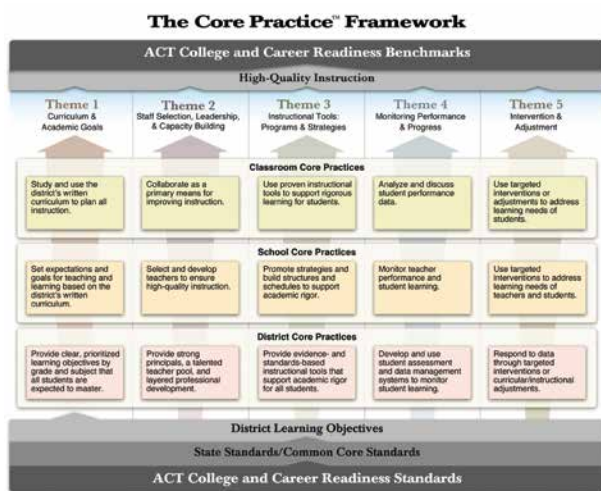 The Core Practice™ Framework
ACT College and Career Readiness Benchmarks
High-Quality Instruction
Theme 1
Curriculum &
Academic Goals
Theme 2
Staff Selection, Leadership,
& Capacity Building
Theme 3
Instructional Tools:
Programs & Strategies
Theme 4
Monitoring Performance
& Progress
Theme 5
Intervention &
Adjustment
Classroom Core Practices
Study and use the
district's written
curriculum to plan all
instruction.
Collaborate as a
primary means for
improving instruction.
Use proven instructional
tools to support rigorous
learning for students.
Analyze and discuss
student performance
data.
Use targeted
interventions or
adjustments to address
learning needs of
students.
School Core Practices
Set expectations and
goals for teaching and
learning based on the
district's written
curriculum.
Select and develop
teachers to ensure
high-quality instruction.
Promote strategies and
build structures and
schedules to support
academic rigor.
Monitor teacher
performance and
student learning.
Use targeted
interventions to address
learning needs of
teachers and students.
District Core Practices
Provide clear, prioritized
learning objectives by
grade and subject that
all students are
expected to master.
Provide strong
principals, a talented
teacher pool, and
layered professional
development.
Provide evidence- and
standards-based
instructional tools that
support academic rigor
for all students.
Develop and use
student assessment
and data management
systems to monitor
student learning.
Respond to data
through targeted
interventions or
curricular/instructional
adjustments.
District Learning Objectives
State Standards/Common Core Standards
ACT College and Career Readiness Standards